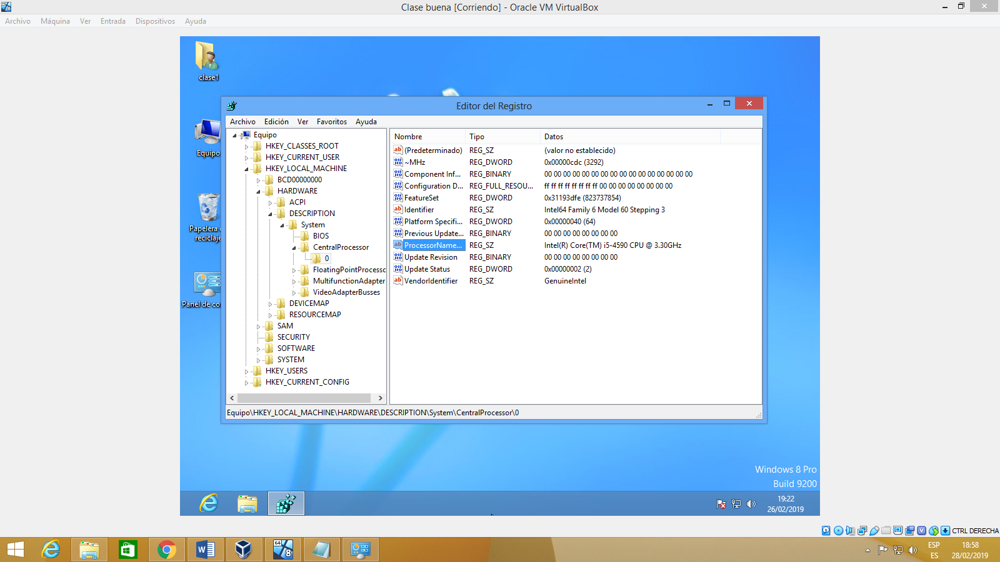 Clase buena [Corriendo] - Oracle VM VirtualBox
Archivo Máquina Ver Entrada Dispositivos Ayuda
clase1
Equipo
Papelera
reciclaje
Panel de co
Editor del Registro
Archivo Edición Ver Favoritos Ayuda
Equipo
HKEY_CLASSES_ROOT
HKEY_CURRENT_USER
HKEY_LOCAL_MACHINE
BCD00000000
HARDWARE
ACPI
DESCRIPTION
System
BIOS
CentralProcessor
0
FloatingPointProcessc
MultifunctionAdapter
VideoAdapterBusses
DEVICEMAP
RESOURCEMAP
SAM
SECURITY
SOFTWARE
SYSTEM
HKEY_USERS
HKEY_CURRENT_CONFIG
Nombre Tipo Datos
(Predeterminado) REG_SZ (valor no establecido)
~MHz REG_DWORD 0x00000cdc (3292)
Component Inf... REG_BINARY 00 00 00 00 00 00 00 00 00 00 00 00 00 00 00 00
Configuration D... REG_FULL_RESOU... ff ff ff ff ff ff ff ff 00 00 00 00 00 00 00 00
FeatureSet REG_DWORD 0x31193dfe (823737854)
Identifier REG_SZ Intel64 Family 6 Model 60 Stepping 3
Platform Specifi... REG_DWORD 0x00000040 (64)
Previous Update... REG_BINARY 00 00 00 00 00 00 00 00
ProcessorName... REG_SZ Intel(R) Core(TM) i5-4590 CPU @ 3.30GHz
Update Revision REG_BINARY 00 00 00 00 00 00 00 00
Update Status REG_DWORD 0x00000002 (2)
VendorIdentifier REG_SZ GenuineIntel
Equipo\HKEY_LOCAL_MACHINE\HARDWARE\DESCRIPTION\System\CentralProcessor\0
Windows 8 Pro
Build 9200
19:22
26/02/2019
CTRL DERECHA
64
8
ESP
ES
18:58
28/02/2019